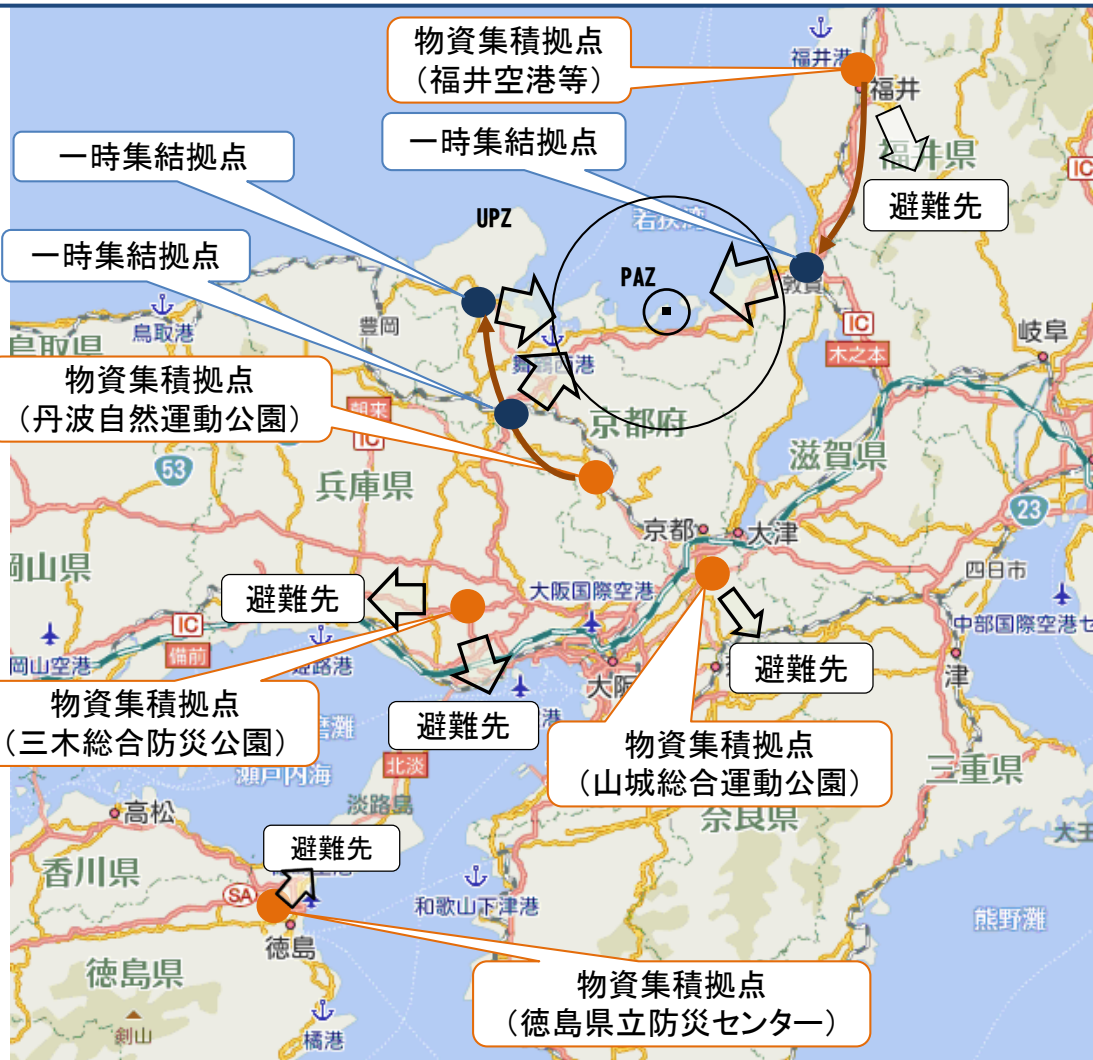 物資集積拠点
（福井空港等）
福井港
福井
福井県
IC
一時集結拠点
一時集結拠点
避難先
若狭湾
UPZ
一時集結拠点
PAZ
敦賀
鳥取港
豊岡
IC
木之本
岐阜
鳥取県
舞鶴西港
物資集積拠点
（丹波自然運動公園）
朝来
IC
京都府
滋賀県
53
兵庫県
23
京都
大津
岡山県
四日市
大阪国際空港
避難先
中部国際空港セ
IC
備前
岡山空港
姫路港
大阪
津
避難先
物資集積拠点
（三木総合防災公園）
避難先
港
磨灘
物資集積拠点
（山城総合運動公園）
北淡
瀬戸内海
三重県
淡路島
高松
奈良県
大王
避難先
香川県
SA
和歌山下津港
熊野灘
徳島
徳島県
物資集積拠点
（徳島県立防災センター）
剣山
橘港